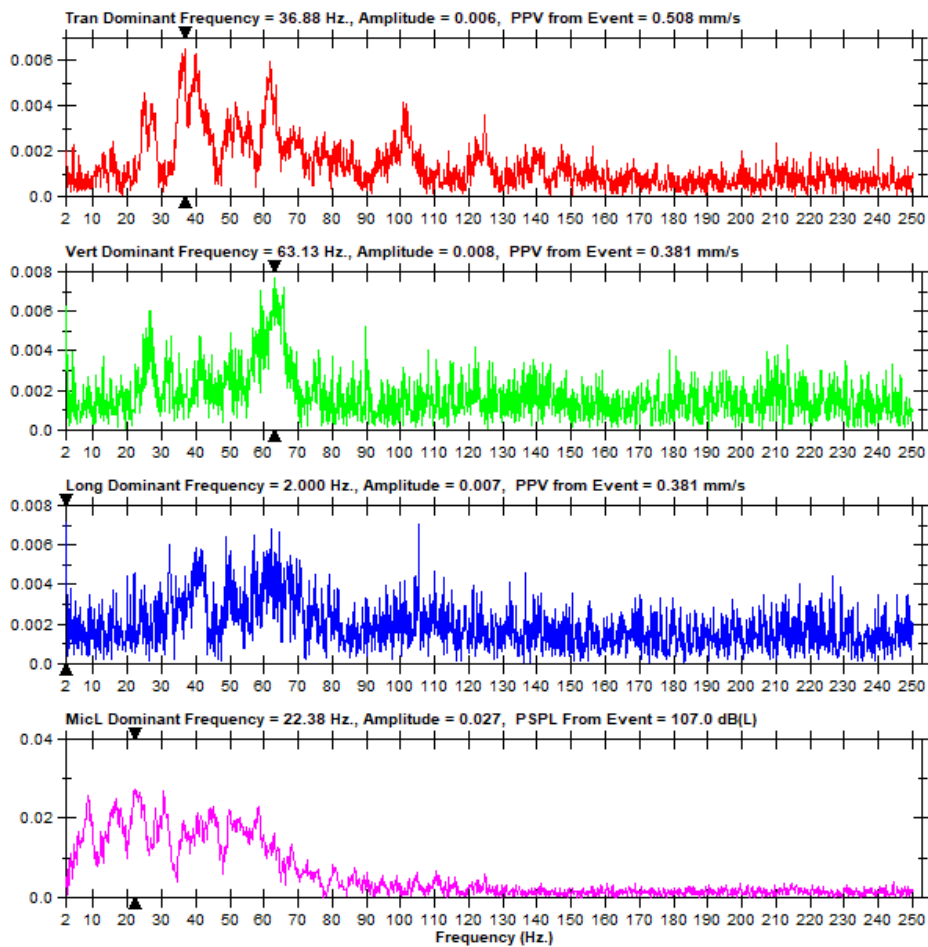 Tran Dominant Frequency = 36.88 Hz., Amplitude = 0.006, PPV from Event = 0.508 mm/s
0.006
0.004
0.002
0.0
2 10 20 30 40 50 60 70 80 90 100 110 120 130 140 150 160 170 180 190 200 210 220 230 240 250
Vert Dominant Frequency = 63.13 Hz., Amplitude = 0.008, PPV from Event = 0.381 mm/s
0.008
0.006
0.004
0.002
0.0
2 10 20 30 40 50 60 70 80 90 100 110 120 130 140 150 160 170 180 190 200 210 220 230 240 250
Long Dominant Frequency = 2.000 Hz., Amplitude = 0.007, PPV from Event = 0.381 mm/s
0.008
0.006
0.004
0.002
0.0
2 10 20 30 40 50 60 70 80 90 100 110 120 130 140 150 160 170 180 190 200 210 220 230 240 250
MicL Dominant Frequency = 22.38 Hz., Amplitude = 0.027, PSPL From Event = 107.0 dB(L)
0.04
0.02
0.0
2 10 20 30 40 50 60 70 80 90 100 110 120 130 140 150 160 170 180 190 200 210 220 230 240 250
Frequency (Hz.)